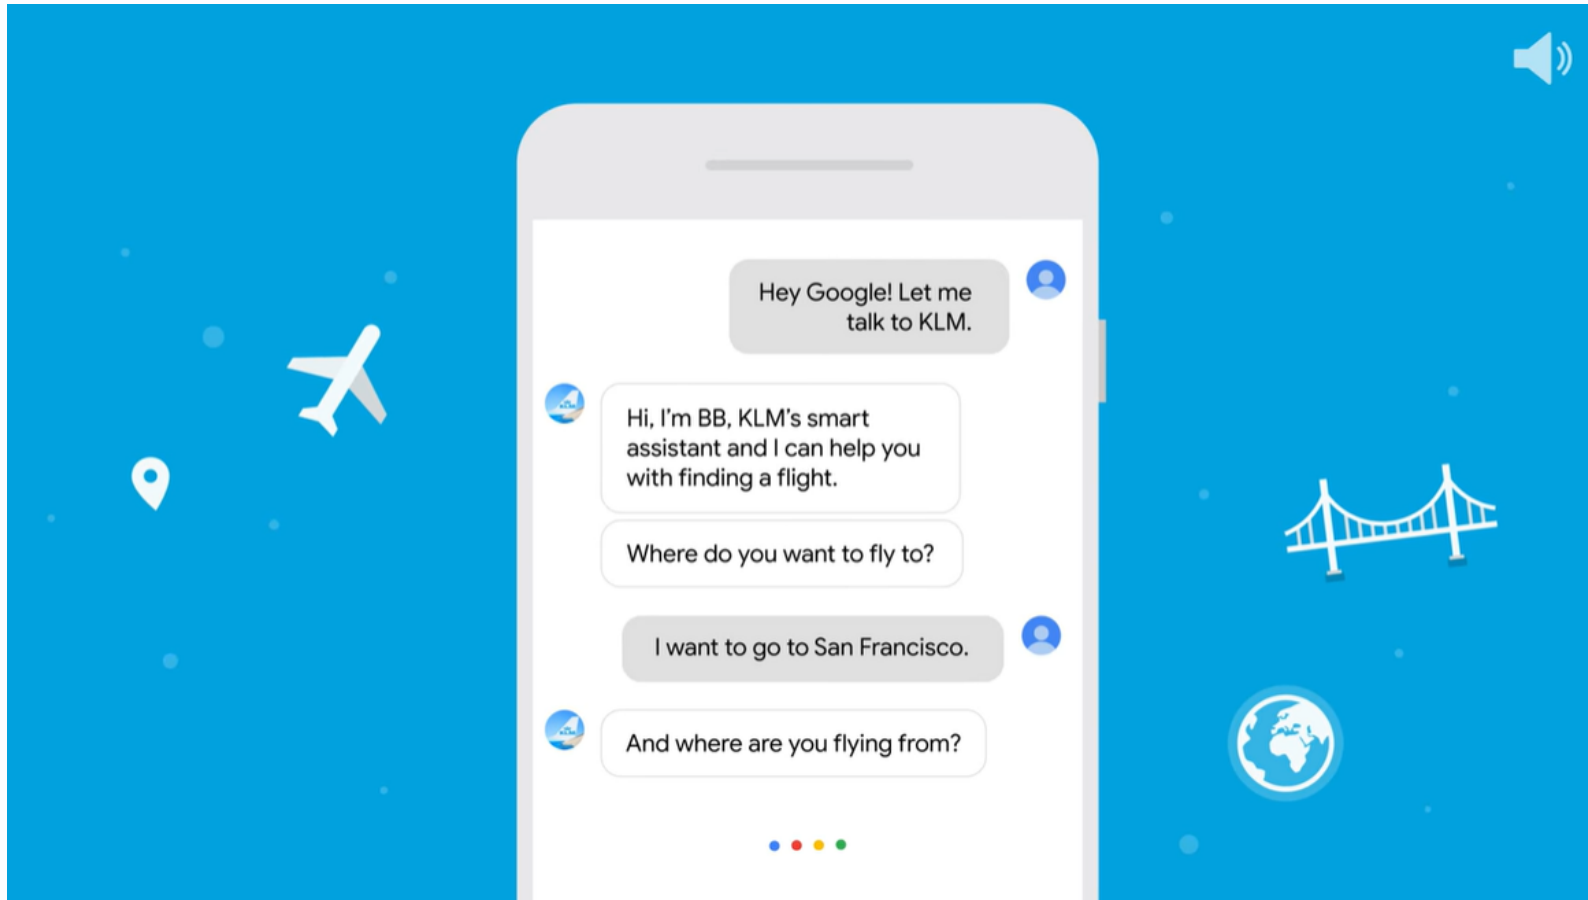 Hey Google! Let me
talk to KLM.
Hi, I'm BB, KLM's smart
assistant and I can help you
with finding a flight.
Where do you want to fly to?
I want to go to San Francisco.
And where are you flying from?